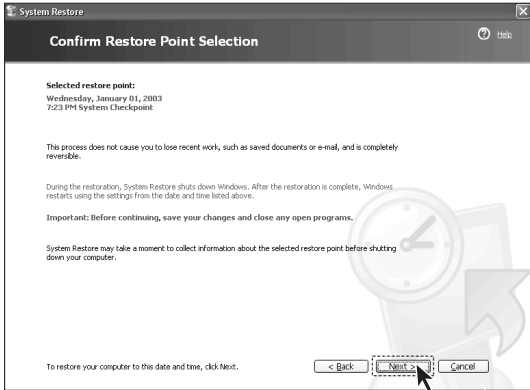 System Restore
Confirm Restore Point Selection
Help
Selected restore point:
Wednesday, January 01, 2003
7:23 PM System Checkpoint
This process does not cause you to lose recent work, such as saved documents or e-mail, and is completely
reversible.
During the restoration, System Restore shuts down Windows. After the restoration is complete, Windows
restarts using the settings from the date and time listed above.
Important: Before continuing, save your changes and close any open programs.
System Restore may take a moment to collect information about the selected restore point before shutting
down your computer.
To restore your computer to this date and time, click Next.
< Back
Next >
Cancel